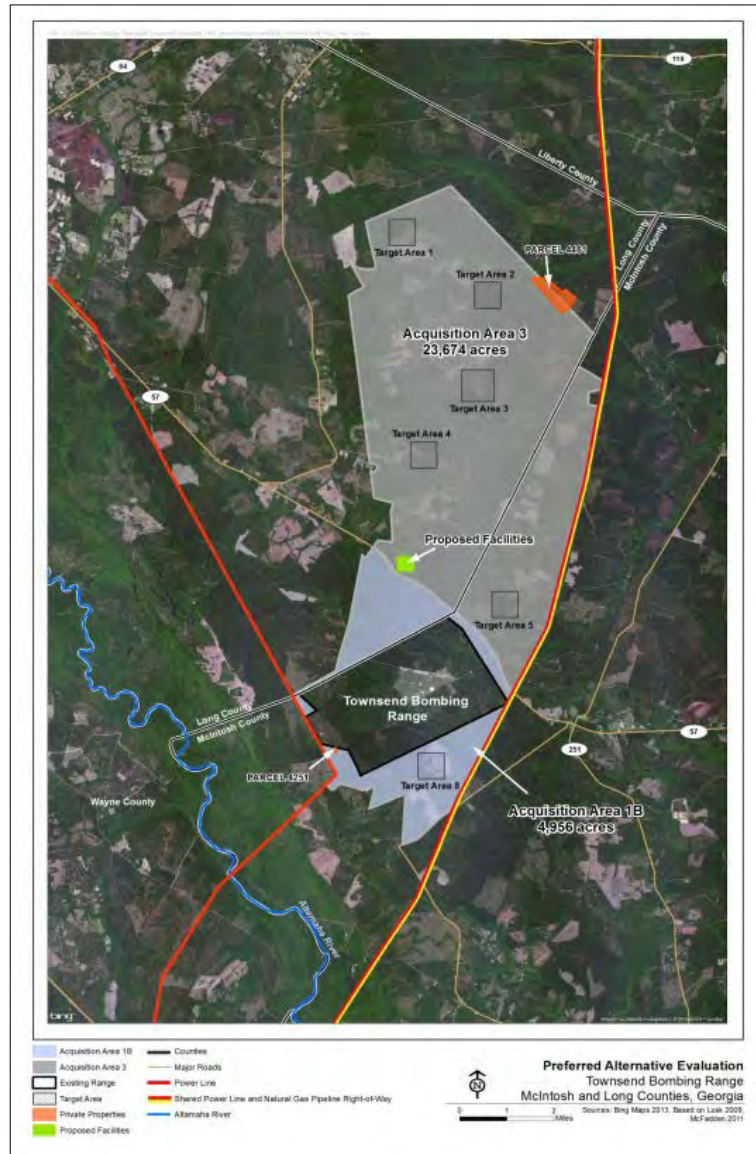 84
119
Liberty County
Long County
McIntosh County
PARCEL 4461
Target Area 1
Target Area 2
Acquisition Area 3
23,674 acres
Target Area 3
57
Target Area 4
Proposed Facilities
Target Area 5
Townsend Bombing
Range
Long County
McIntosh County
57
251
PARCEL 4251
Target Area 8
Wayne County
Acquisition Area 1B
4,956 acres
Altamaha River
bing
Acquisition Area 1B
Acquisition Area 3
Existing Range
Target Area
Private Properties
Proposed Facilities
Counties
Major Roads
Power Line
Shared Power Line and Natural Gas Pipeline Right-of-Way
Altamaha River
N
0 1 2
Miles
Preferred Alternative Evaluation
Townsend Bombing Range
McIntosh and Long Counties, Georgia
Sources: Bing Maps 2013, Based on Lusk 2009,
McFadden 2011